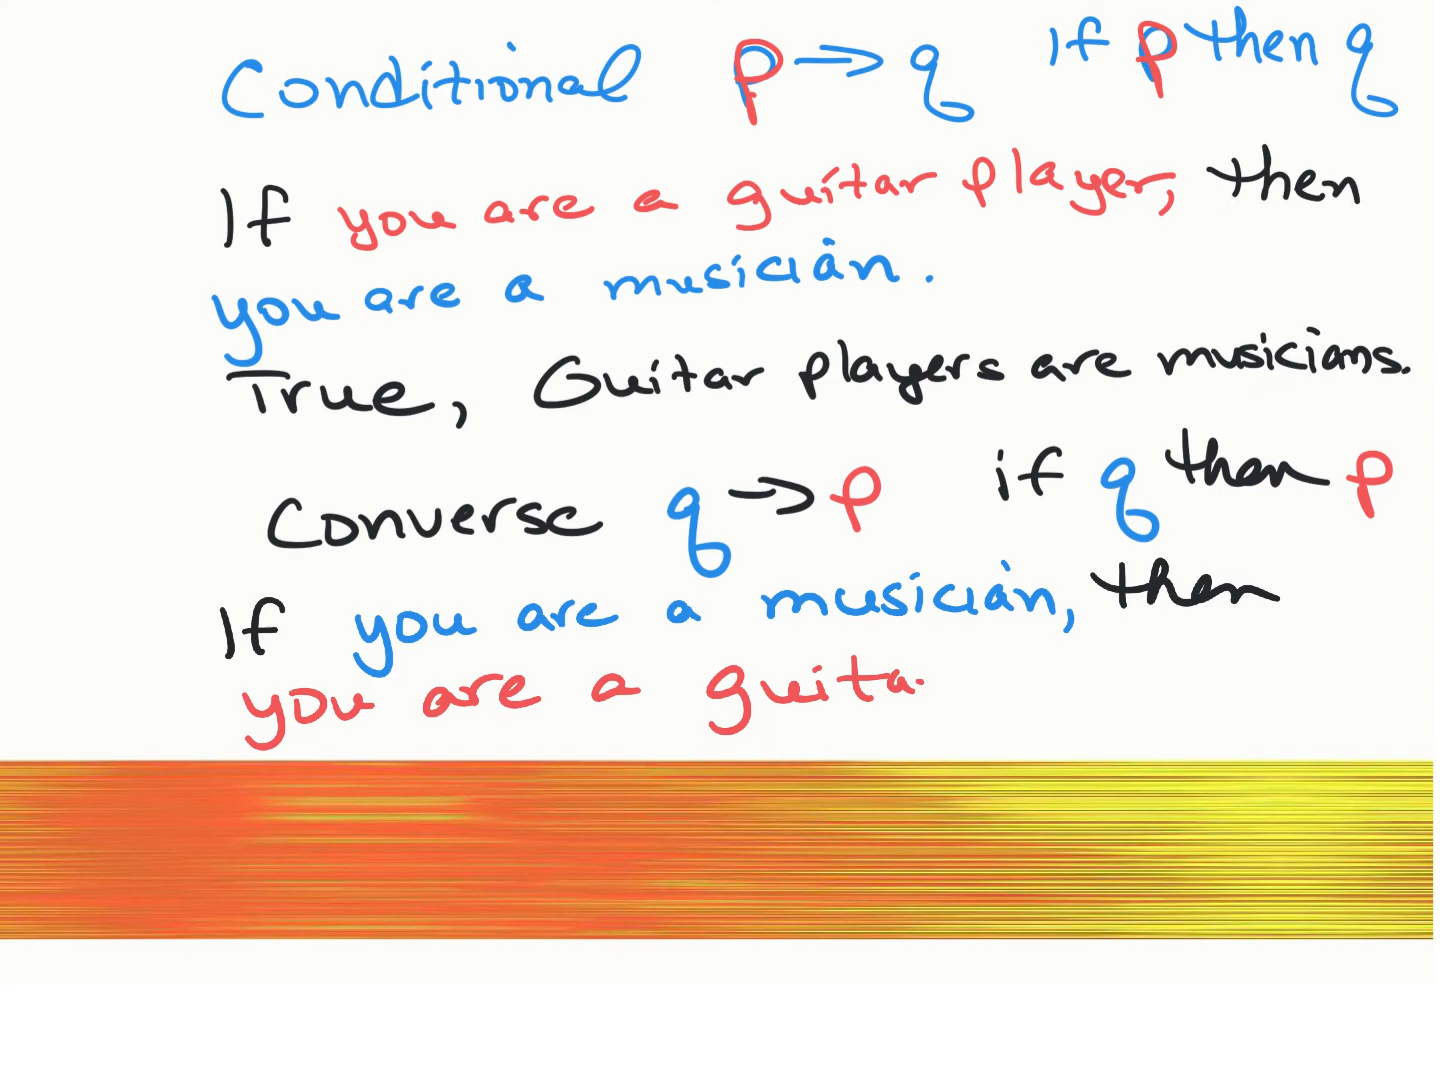 Conditional p → q If p then q
If you are a guitar player, then
you are a musician.
True, Guitar players are musicians.
Converse q → p if q then p
If you are a musician, then
you are a guita